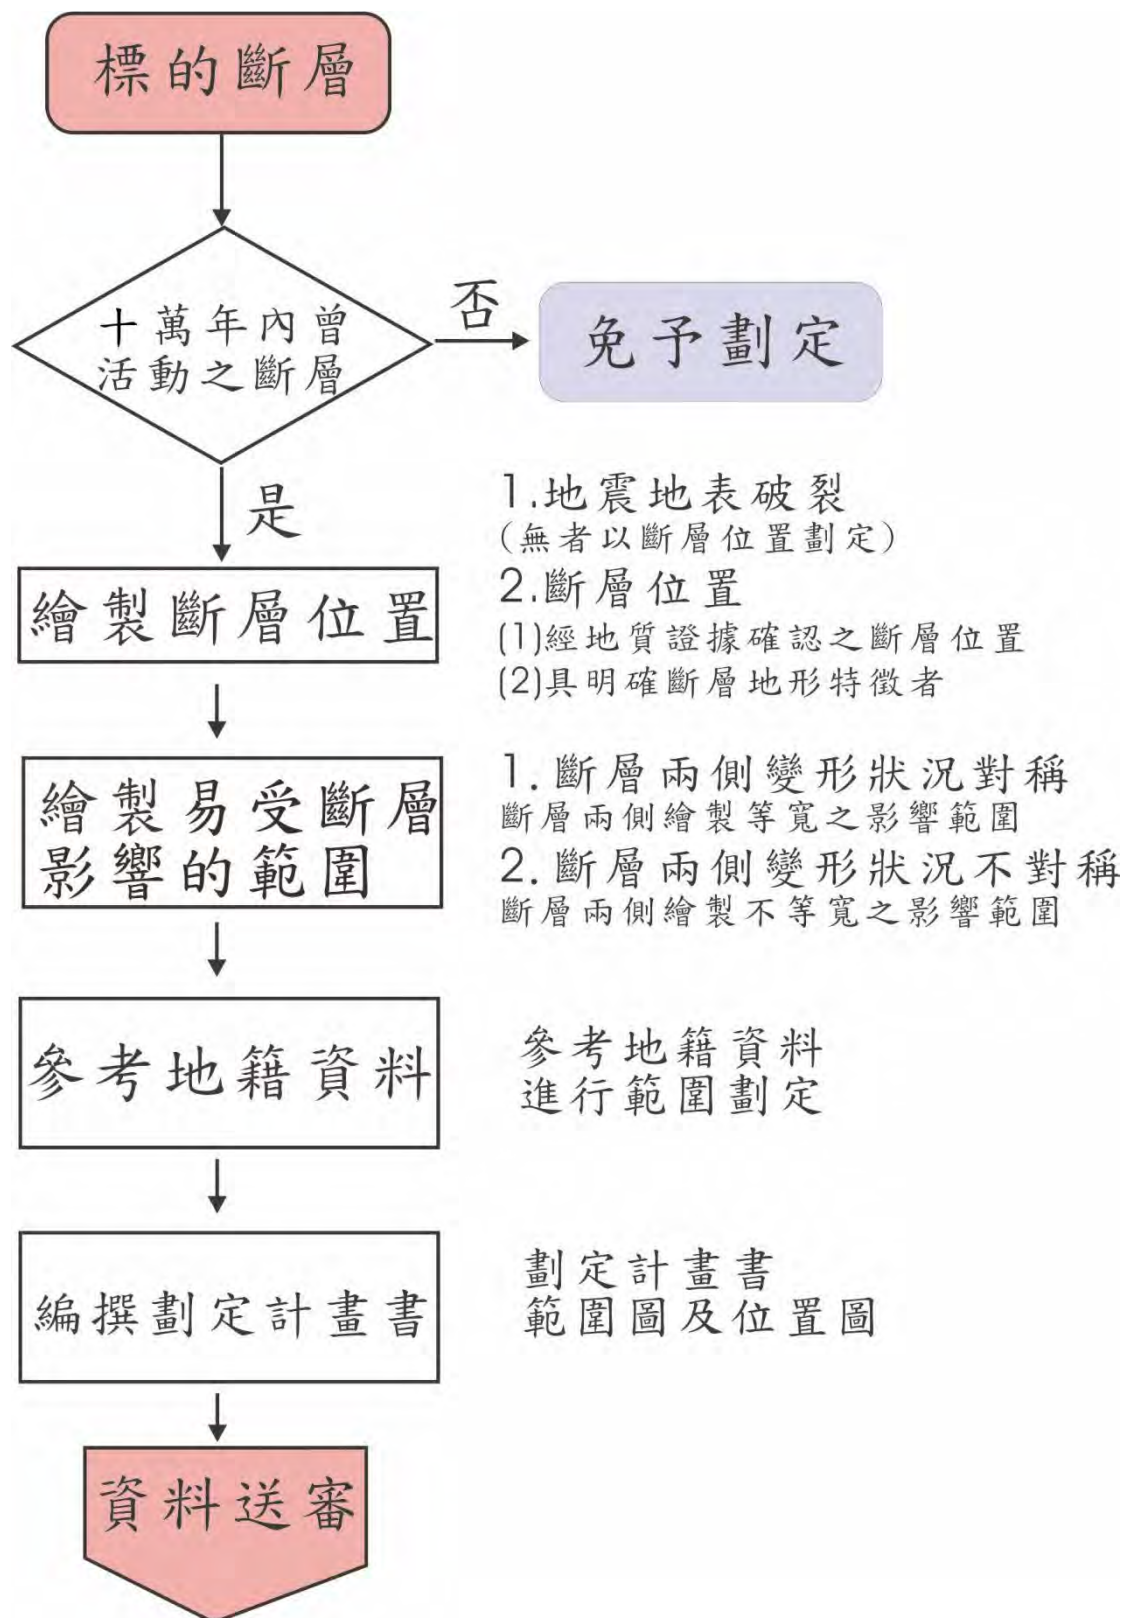 標的斷層
十萬年內曾
活動之斷層
否
免予劃定
是
繪製斷層位置
1.地震地表破裂
(無者以斷層位置劃定)
2.斷層位置
(1)經地質證據確認之斷層位置
(2)具明確斷層地形特徵者
繪製易受斷層
影響的範圍
1.斷層兩側變形狀況對稱
斷層兩側繪製等寬之影響範圍
2.斷層兩側變形狀況不對稱
斷層兩側繪製不等寬之影響範圍
參考地籍資料
參考地籍資料
進行範圍劃定
編撰劃定計畫書
劃定計畫書
範圍圖及位置圖
資料送審